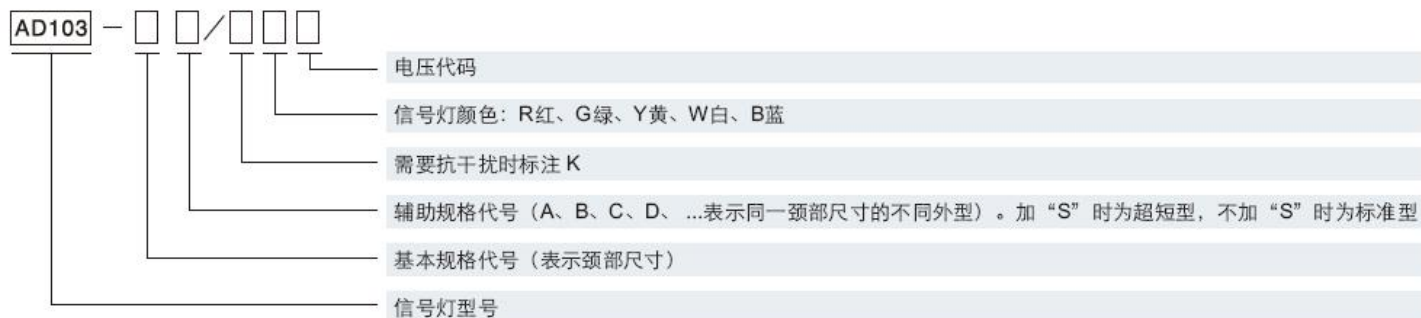 AD103 - □ □/□ □ □
电压代码
信号灯颜色：R红、G绿、Y黄、W白、B蓝
需要抗干扰时标注 K
辅助规格代号（A、B、C、D、 ...表示同一颈部尺寸的不同外型）。加“S”时为超短型，不加“S”时为标准型
基本规格代号（表示颈部尺寸）
信号灯型号